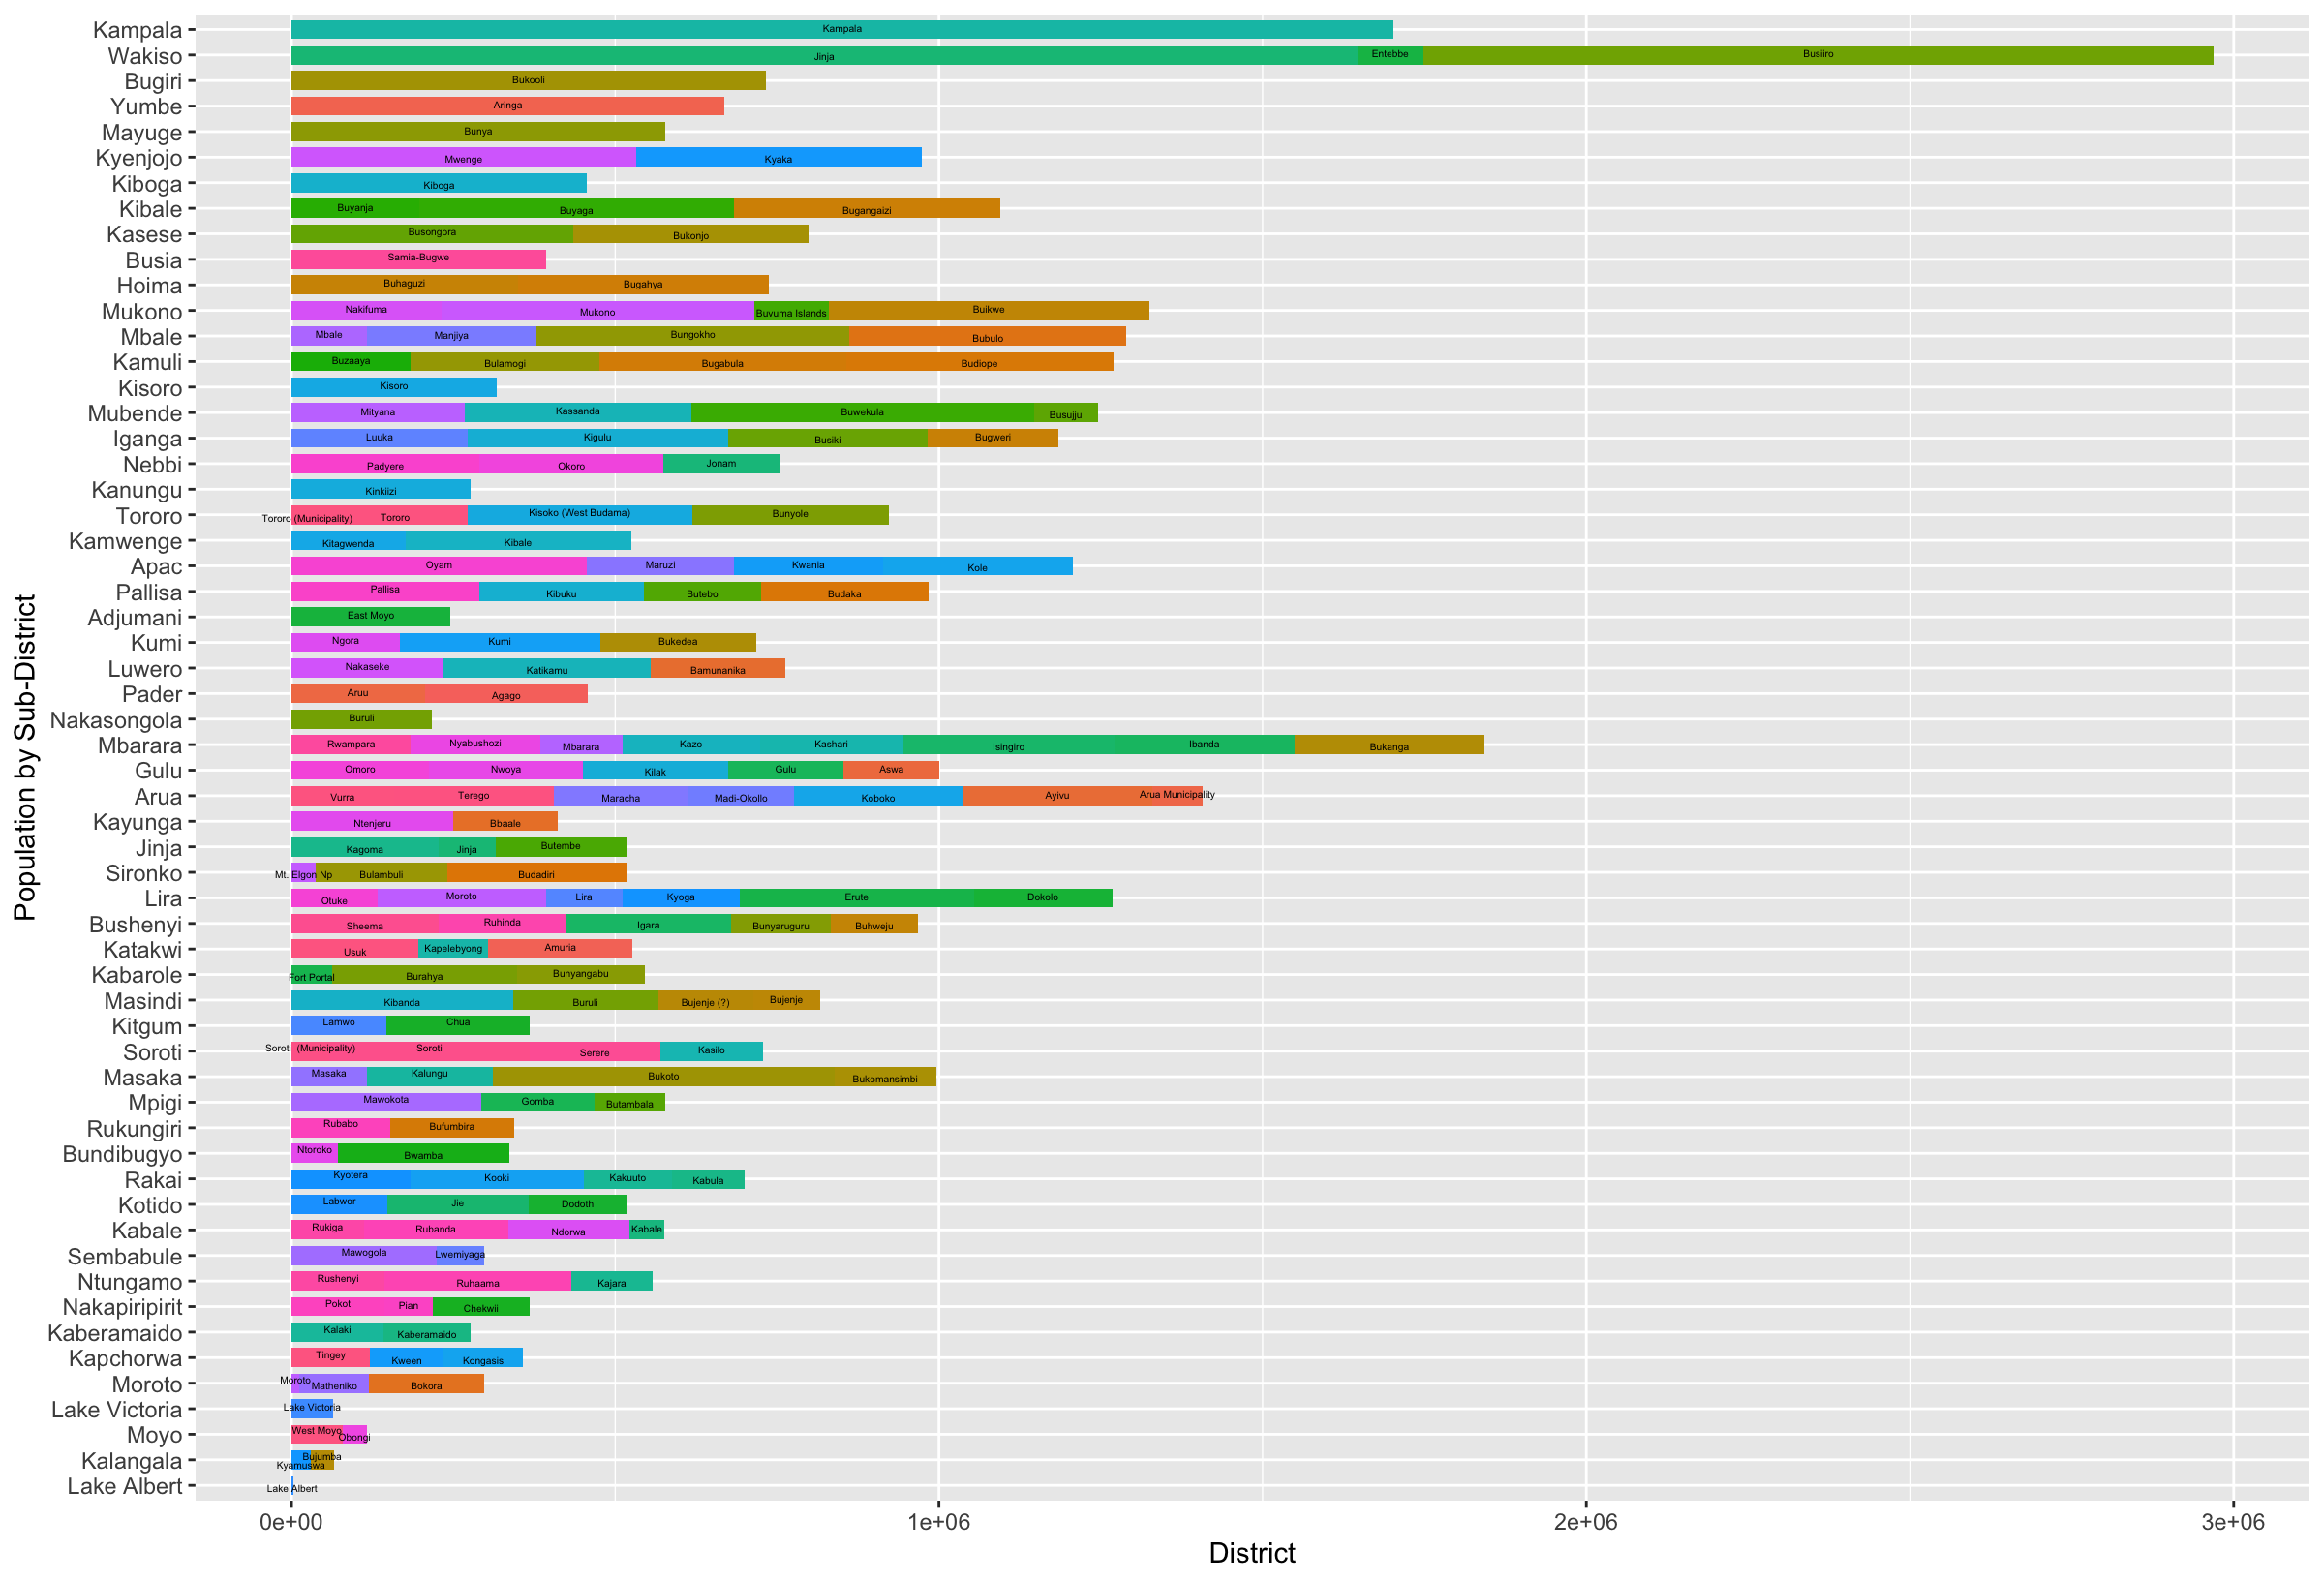 Kampala Kampala
Wakiso Jinja Entebbe Busiiro
Bugiri Bukooli
Yumbe Aringa
Mayuge Bunya
Kyenjojo Mwenge Kyaka
Kiboga Kiboga
Kibale Buyanja Buyaga Bugangaizi
Kasese Busongora Bukonjo
Busia Samia-Bugwe
Hoima Buhaguzi Bugahya
Mukono Nakifuma Mukono Buvuma Islands Buikwe
Mbale Mbale Manjiya Bungokho Bubulo
Kamuli Buzaaya Bulamogi Bugabula Budiope
Kisoro Kisoro
Mubende Mityana Kassanda Buwekula Busujju
Iganga Luuka Kigulu Busiki Bugweri
Nebbi Padyere Okoro Jonam
Kanungu Kinkiizi
Tororo Tororo (Municipality) Tororo Kisoko (West Budama) Bunyole
Kamwenge Kitagwenda Kibale
Apac Oyam Maruzi Kwania Kole
Pallisa Pallisa Kibuku Butebo Budaka
Adjumani East Moyo
Kumi Ngora Kumi Bukedea
Luwero Nakaseke Katikamu Bamunanika
Pader Aruu Agago
Nakasongola Buruli
Mbarara Rwampara Nyabushozi Mbarara Kazo Kashari Isingiro Ibanda Bukanga
Gulu Omoro Nwoya Kilak Gulu Aswa
Arua Vurra Terego Maracha Madi-Okollo Koboko Ayivu Arua Municipality
Kayunga Ntenjeru Bbaale
Jinja Kagoma Jinja Butembe
Sironko Mt. Elgon Np Bulambuli Budadiri
Lira Otuke Moroto Lira Kyoga Erute Dokolo
Bushenyi Sheema Ruhinda Igara Bunyaruguru Buhweju
Katakwi Usuk Kapelebyong Amuria
Kabarole Fort Portal Burahya Bunyangabu
Masindi Kibanda Buruli Bujenje (?) Bujenje
Kitgum Lamwo Chua
Soroti Soroti (Municipality) Soroti Serere Kasilo
Masaka Masaka Kalungu Bukoto Bukomansimbi
Mpigi Mawokota Gomba Butambala
Rukungiri Rubabo Bufumbira
Bundibugyo Ntoroko Bwamba
Rakai Kyotera Kooki Kakuuto Kabula
Kotido Labwor Jie Dodoth
Kabale Rukiga Rubanda Ndorwa Kabale
Sembabule Mawogola Lwemiyaga
Ntungamo Rushenyi Ruhaama Kajara
Nakapiripirit Pokot Pian Chekwii
Kaberamaido Kalaki Kaberamaido
Kapchorwa Tingey Kween Kongasis
Moroto Moroto Matheniko Bokora
Lake Victoria Lake Victoria
Moyo West Moyo Obongi
Kalangala Kyamuswa Bujumba
Lake Albert Lake Albert
0e+00 1e+06 2e+06 3e+06
District
Population by Sub-District